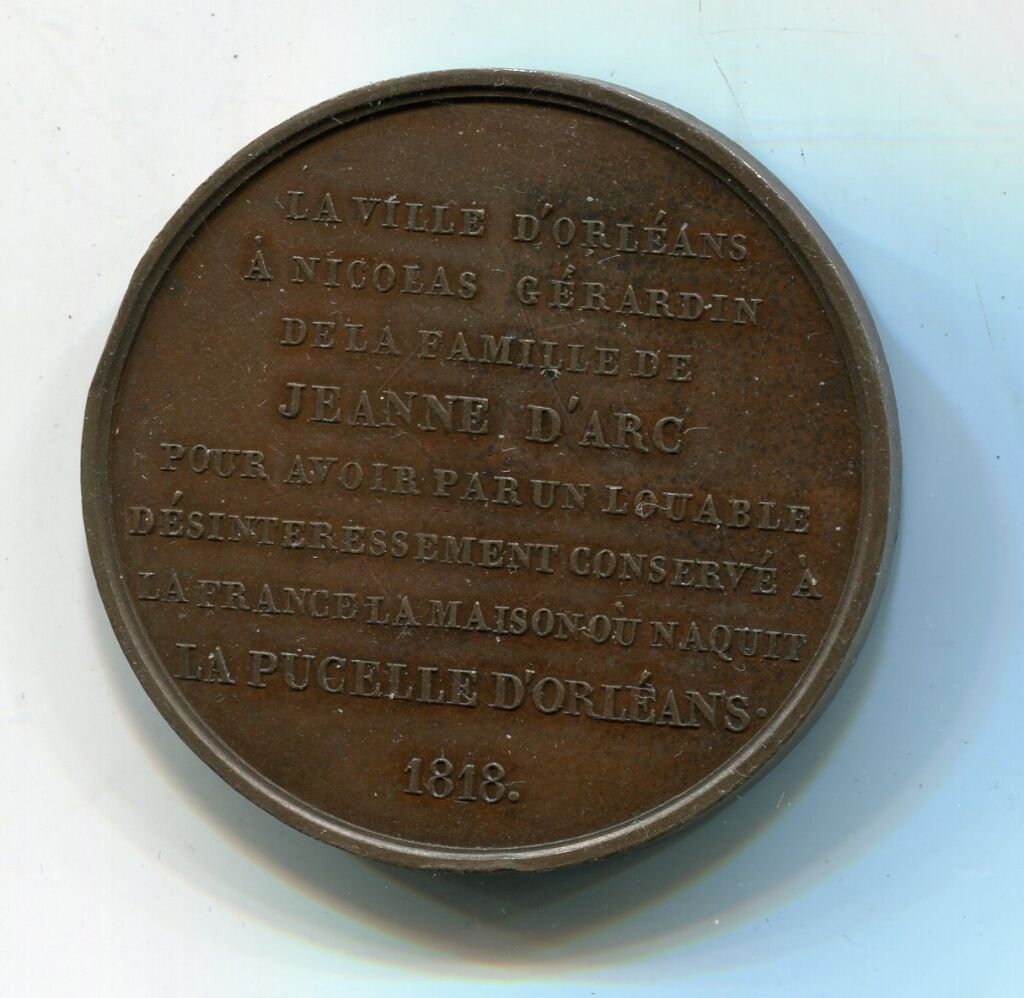 LA VILLE D'ORLÉANS
À NICOLAS GÉRARDIN
DE LA FAMILLE DE
JEANNE D'ARC
POUR AVOIR PAR UN LOUABLE
DÉSINTERESSEMENT CONSERVÉ À
LA FRANCE LA MAISON OÙ NAQUIT
LA PUCELLE D'ORLÉANS.
1818.